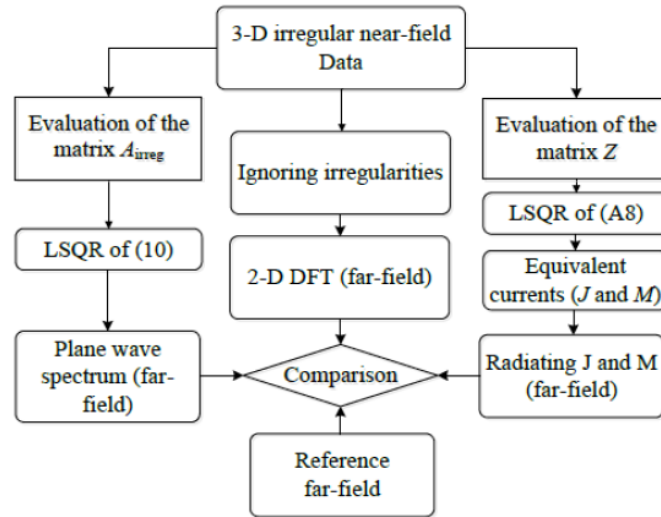 3-D irregular near-field
Data
Evaluation of the
matrix A_irreg
LSQR of (10)
Plane wave
spectrum (far-
field)
Ignoring irregularities
2-D DFT (far-field)
Comparison
Reference
far-field
Evaluation of the
matrix Z
LSQR of (A8)
Equivalent
currents (J and M)
Radiating J and M
(far-field)